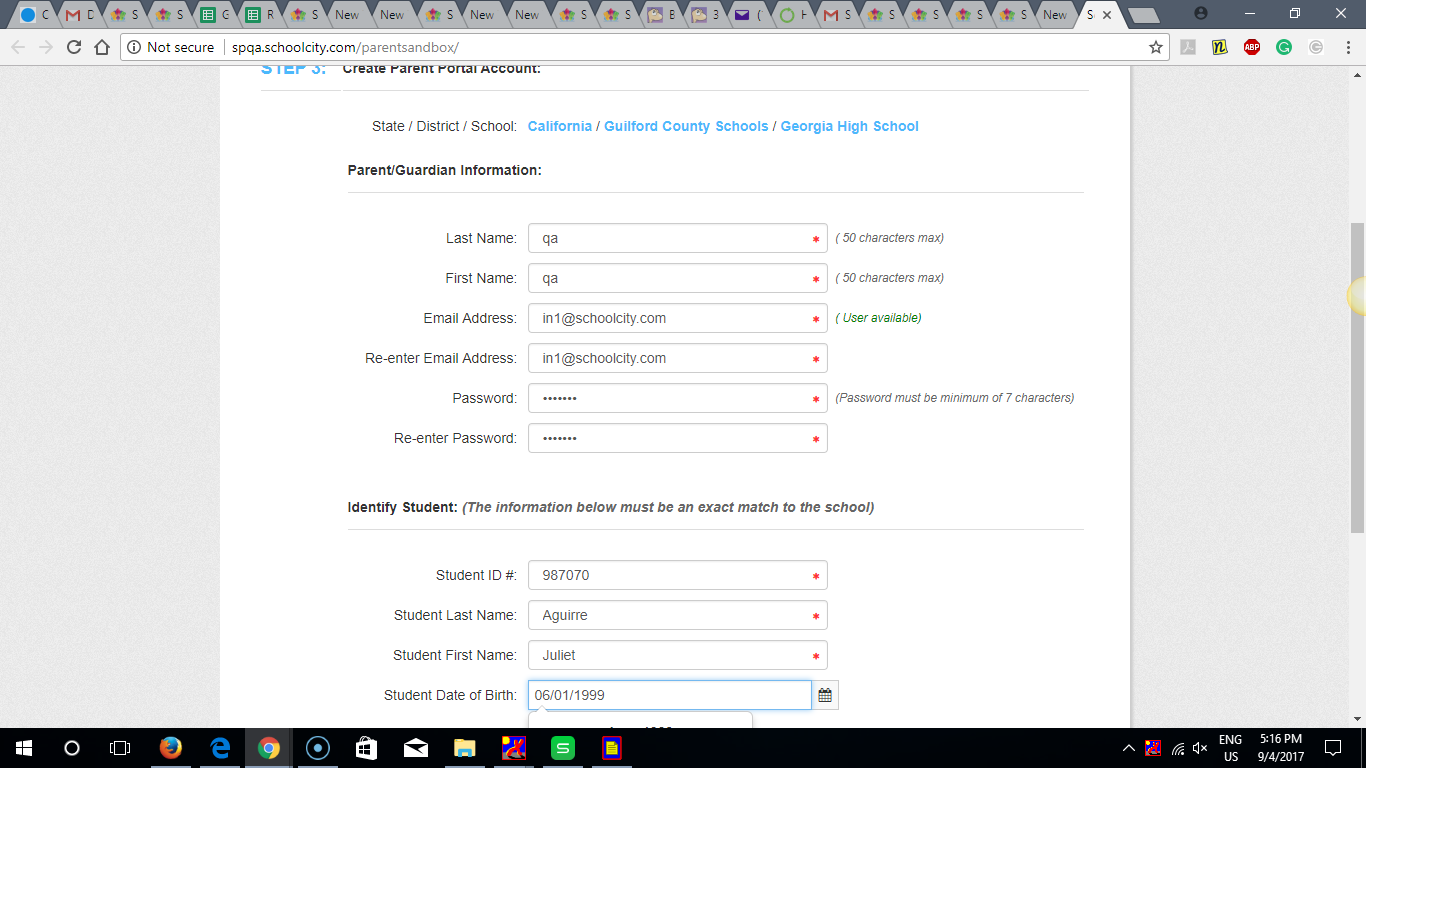 C D S S G R S New New S New New S S B 3 ( H S S S S S New S
Not secure spqa.schoolcity.com/parentsandbox/
ABP
STEP 3: Create Parent Portal Account:
State / District / School: California / Guilford County Schools / Georgia High School
Parent/Guardian Information:
Last Name: qa * ( 50 characters max)
First Name: qa * ( 50 characters max)
Email Address: in1@schoolcity.com * ( User available)
Re-enter Email Address: in1@schoolcity.com *
Password: ••••••• * (Password must be minimum of 7 characters)
Re-enter Password: ••••••• *
Identify Student: (The information below must be an exact match to the school)
Student ID #: 987070 *
Student Last Name: Aguirre *
Student First Name: Juliet *
Student Date of Birth: 06/01/1999
ENG 5:16 PM
US 9/4/2017